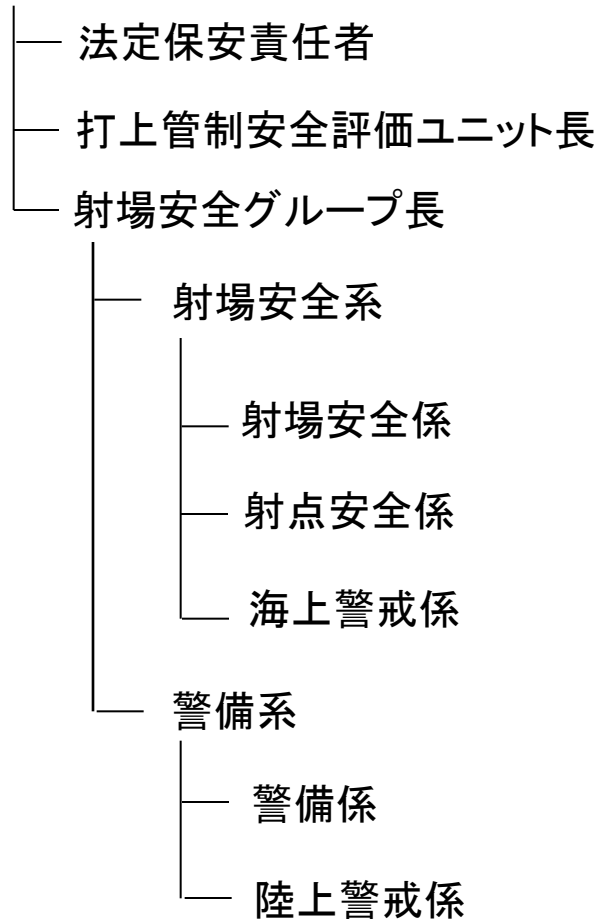 法定保安責任者
打上管制安全評価ユニット長
射場安全グループ長
射場安全系
射場安全係
射点安全係
海上警戒係
警備系
警備係
陸上警戒係